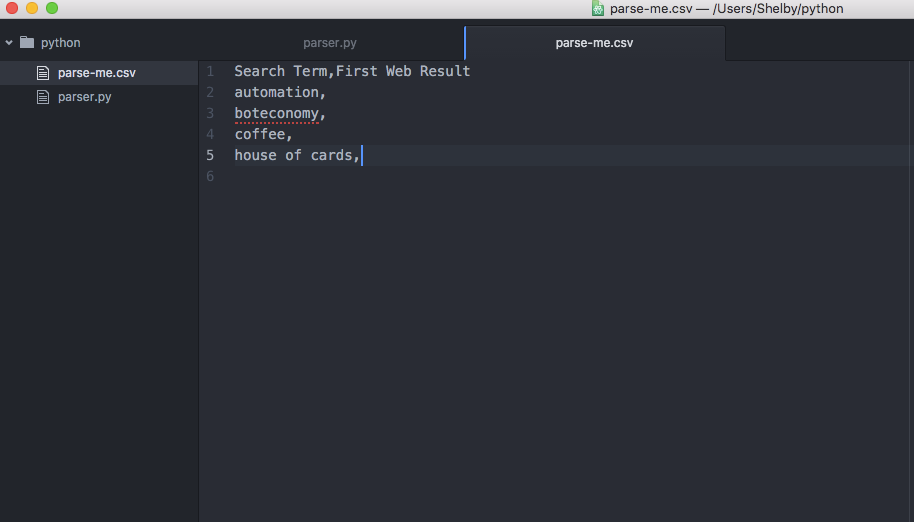 parse-me.csv — /Users/Shelby/python
python
parse-me.csv
parser.py
parser.py
parse-me.csv
1 Search Term,First Web Result
2 automation,
3 boteconomy,
4 coffee,
5 house of cards,
6